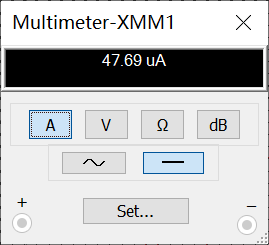 Multimeter-XMM1
47.69 uA
A V Ω dB
Set...
+ −